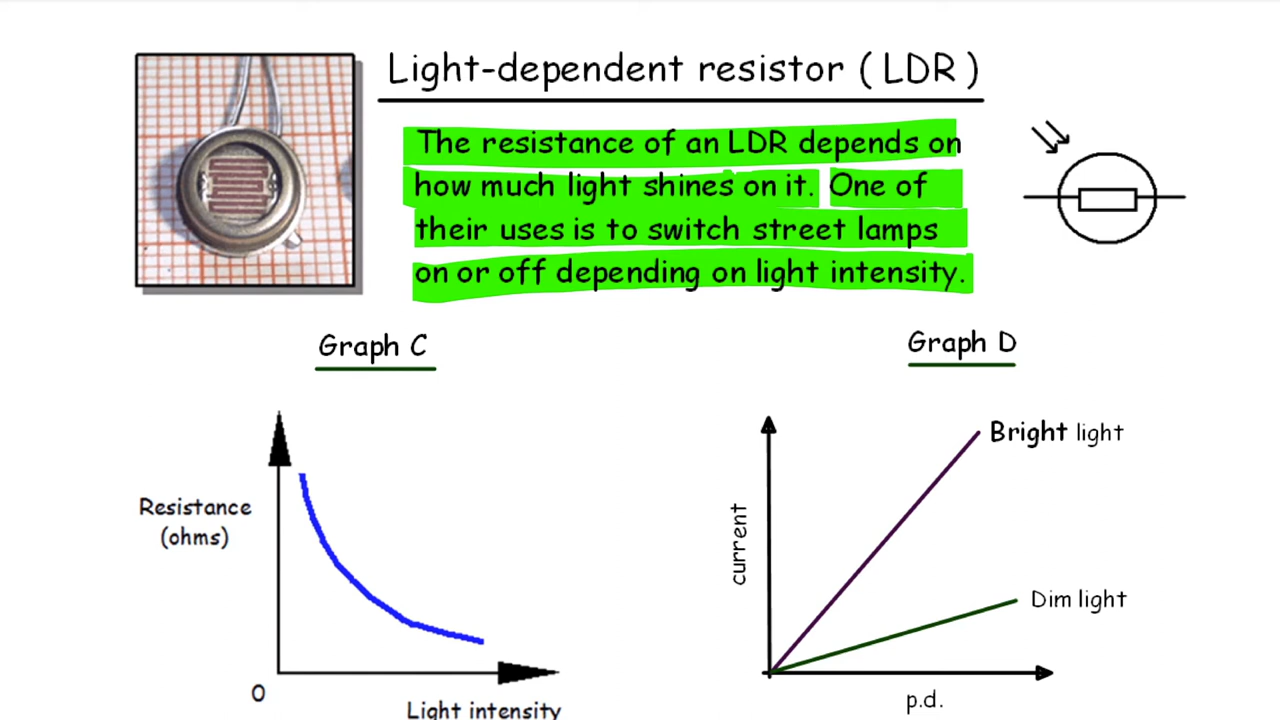 Light-dependent resistor (LDR)
The resistance of an LDR depends on
how much light shines on it. One of
their uses is to switch street lamps
on or off depending on light intensity.
Graph C
Graph D
Resistance
(ohms)
0
Light intensity
current
Bright light
Dim light
p.d.